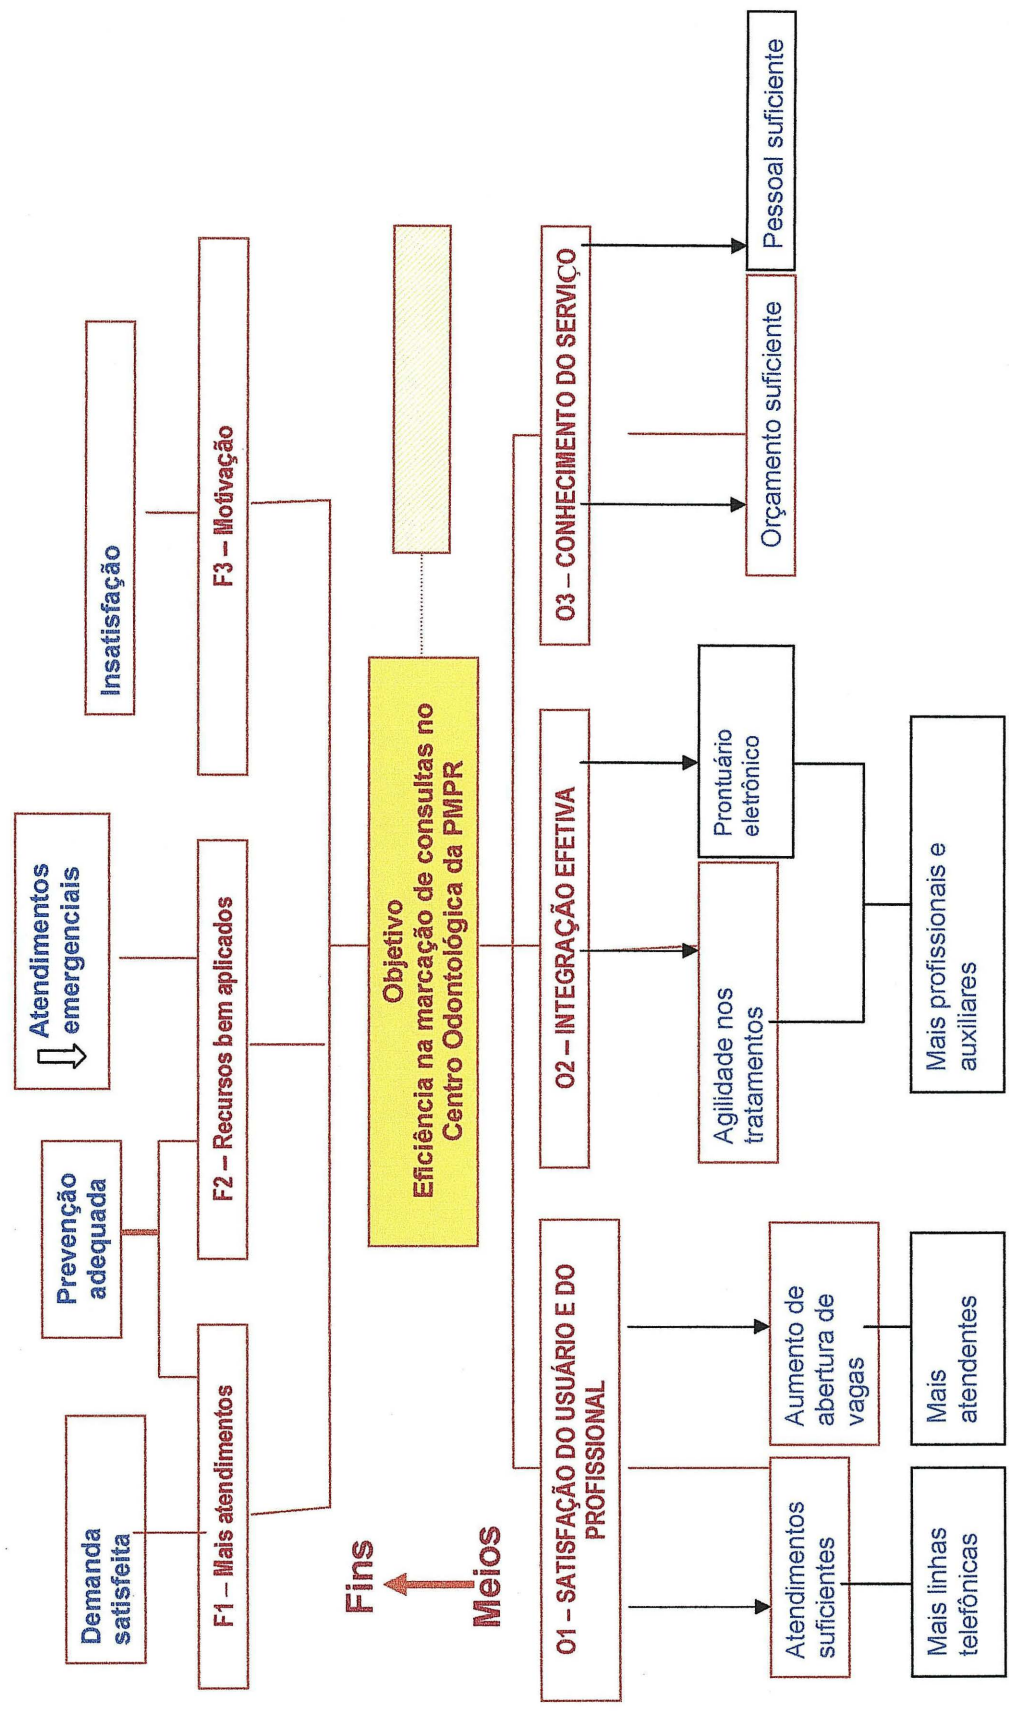 Demanda
satisfeita
Prevenção
adequada
Atendimentos
emergenciais
Insatisfação
F1 – Mais atendimentos
F2 – Recursos bem aplicados
F3 – Motivação
Fins
Meios
Objetivo
Eficiência na marcação de consultas no
Centro Odontológica da PMPR
O1 – SATISFAÇÃO DO USUÁRIO E DO
PROFISSIONAL
O2 – INTEGRAÇÃO EFETIVA
O3 – CONHECIMENTO DO SERVIÇO
Atendimentos
suficientes
Aumento de
abertura de
vagas
Agilidade nos
tratamentos
Prontuário
eletrônico
Orçamento suficiente
Pessoal suficiente
Mais linhas
telefônicas
Mais
atendentes
Mais profissionais e
auxiliares